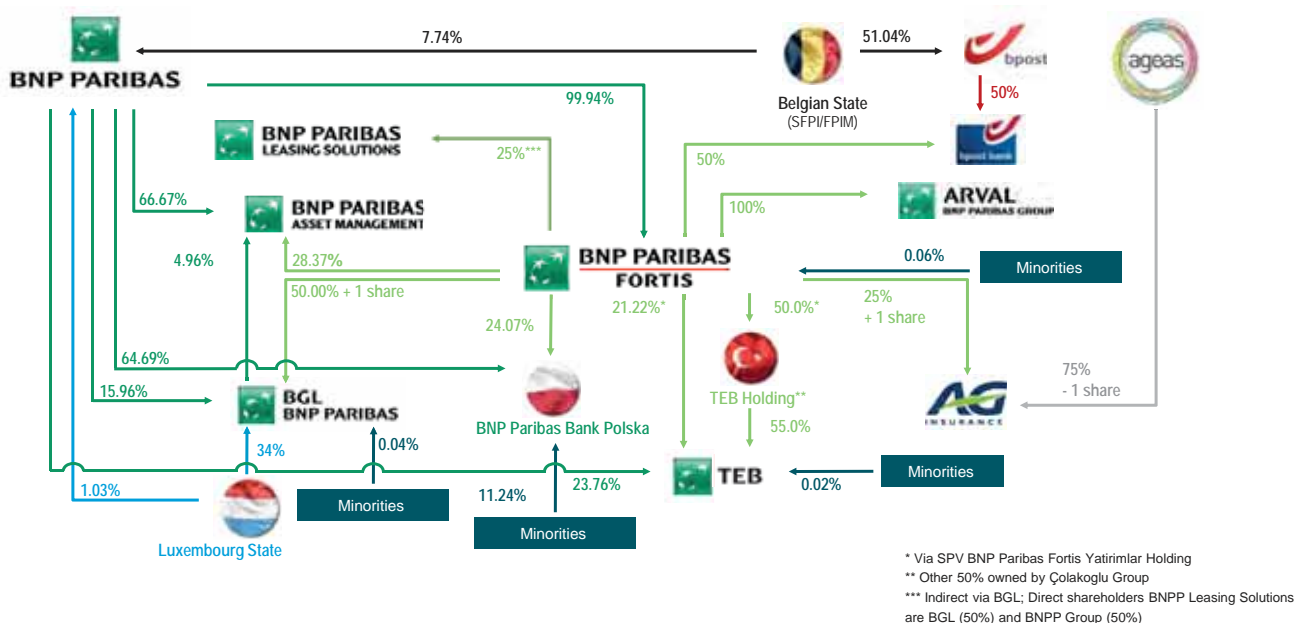 7.74%
51.04%
bpost
ageas
BNP PARIBAS
99.94%
Belgian State
(SFPI/FPIM)
50%
BNP PARIBAS
LEASING SOLUTIONS
25%***
50%
bpost bank
66.67%
BNP PARIBAS
ASSET MANAGEMENT
100%
ARVAL
BNP PARIBAS GROUP
4.96%
28.37%
50.00% + 1 share
BNP PARIBAS
FORTIS
0.06%
Minorities
21.22%*
50.0%*
25%
+ 1 share
24.07%
64.69%
15.96%
BGL
BNP PARIBAS
BNP Paribas Bank Polska
TEB Holding**
AG
INSURANCE
75%
- 1 share
34%
0.04%
55.0%
1.03%
11.24%
23.76%
TEB
0.02%
Minorities
Minorities
Minorities
Luxembourg State
* Via SPV BNP Paribas Fortis Yatirimlar Holding
** Other 50% owned by Çolakoglu Group
*** Indirect via BGL; Direct shareholders BNPP Leasing Solutions
are BGL (50%) and BNPP Group (50%)